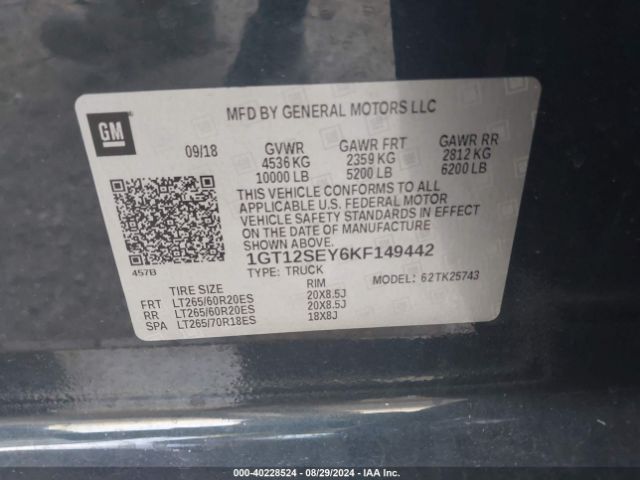 MFD BY GENERAL MOTORS LLC
GM
09/18 GVWR GAWR FRT GAWR RR
4536 KG 2359 KG 2812 KG
10000 LB 5200 LB 6200 LB
THIS VEHICLE CONFORMS TO ALL
APPLICABLE U.S. FEDERAL MOTOR
VEHICLE SAFETY STANDARDS IN EFFECT
ON THE DATE OF MANUFACTURE
SHOWN ABOVE.
1GT12SEY6KF149442
457B
TYPE: TRUCK MODEL: 62TK25743
TIRE SIZE RIM
FRT LT265/60R20ES 20X8.5J
RR LT265/60R20ES 20X8.5J
SPA LT265/70R18ES 18X8J
000-40228524 | 08/29/2024 | IAA Inc.